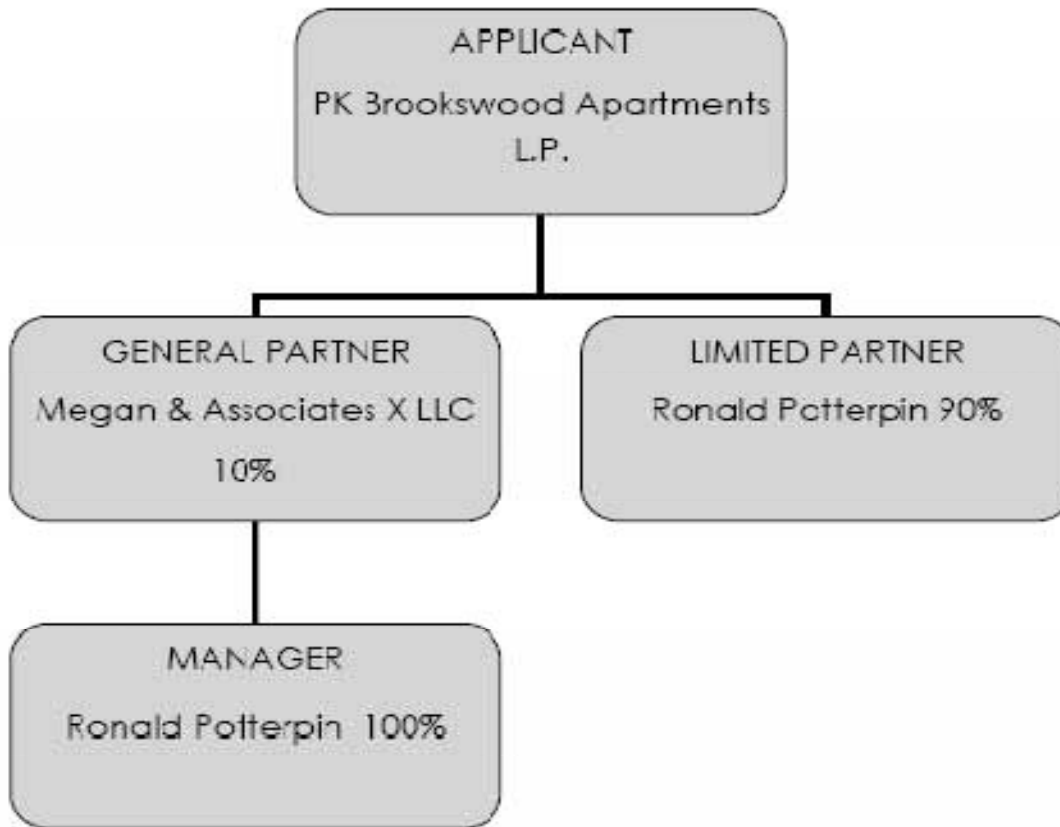 APPLICANT
PK Brookswood Apartments
L.P.
GENERAL PARTNER
Megan & Associates X LLC
10%
LIMITED PARTNER
Ronald Potterpin 90%
MANAGER
Ronald Potterpin 100%